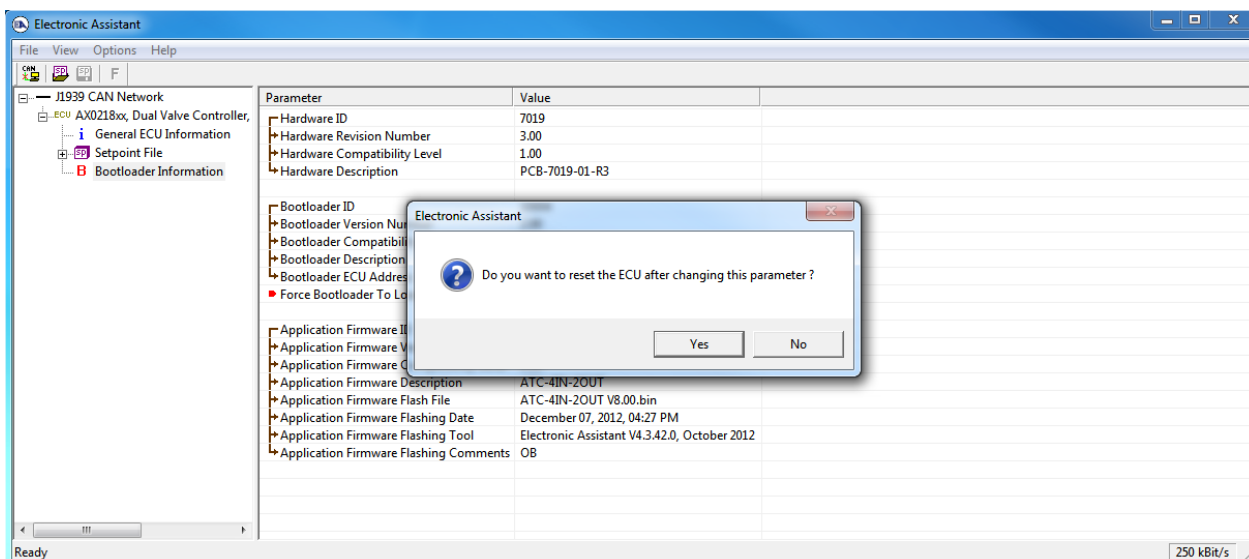 Electronic Assistant
File View Options Help
CAN SP SP F
J1939 CAN Network
ECU AX0218xx, Dual Valve Controller,
i General ECU Information
SP Setpoint File
B Bootloader Information
Parameter Value
Hardware ID 7019
Hardware Revision Number 3.00
Hardware Compatibility Level 1.00
Hardware Description PCB-7019-01-R3
Bootloader ID
Bootloader Version
Bootloader
Bootloader Description
Bootloader ECU
Force Bootloader To
Electronic Assistant
Do you want to reset the ECU after changing this parameter ?
Yes No
Application Firmware
Application Firmware
Application Firmware
Application Firmware Description ATC-4IN-2OUT
Application Firmware Flash File ATC-4IN-2OUT V8.00.bin
Application Firmware Flashing Date December 07, 2012, 04:27 PM
Application Firmware Flashing Tool Electronic Assistant V4.3.42.0, October 2012
Application Firmware Flashing Comments OB
Ready 250 kBit/s